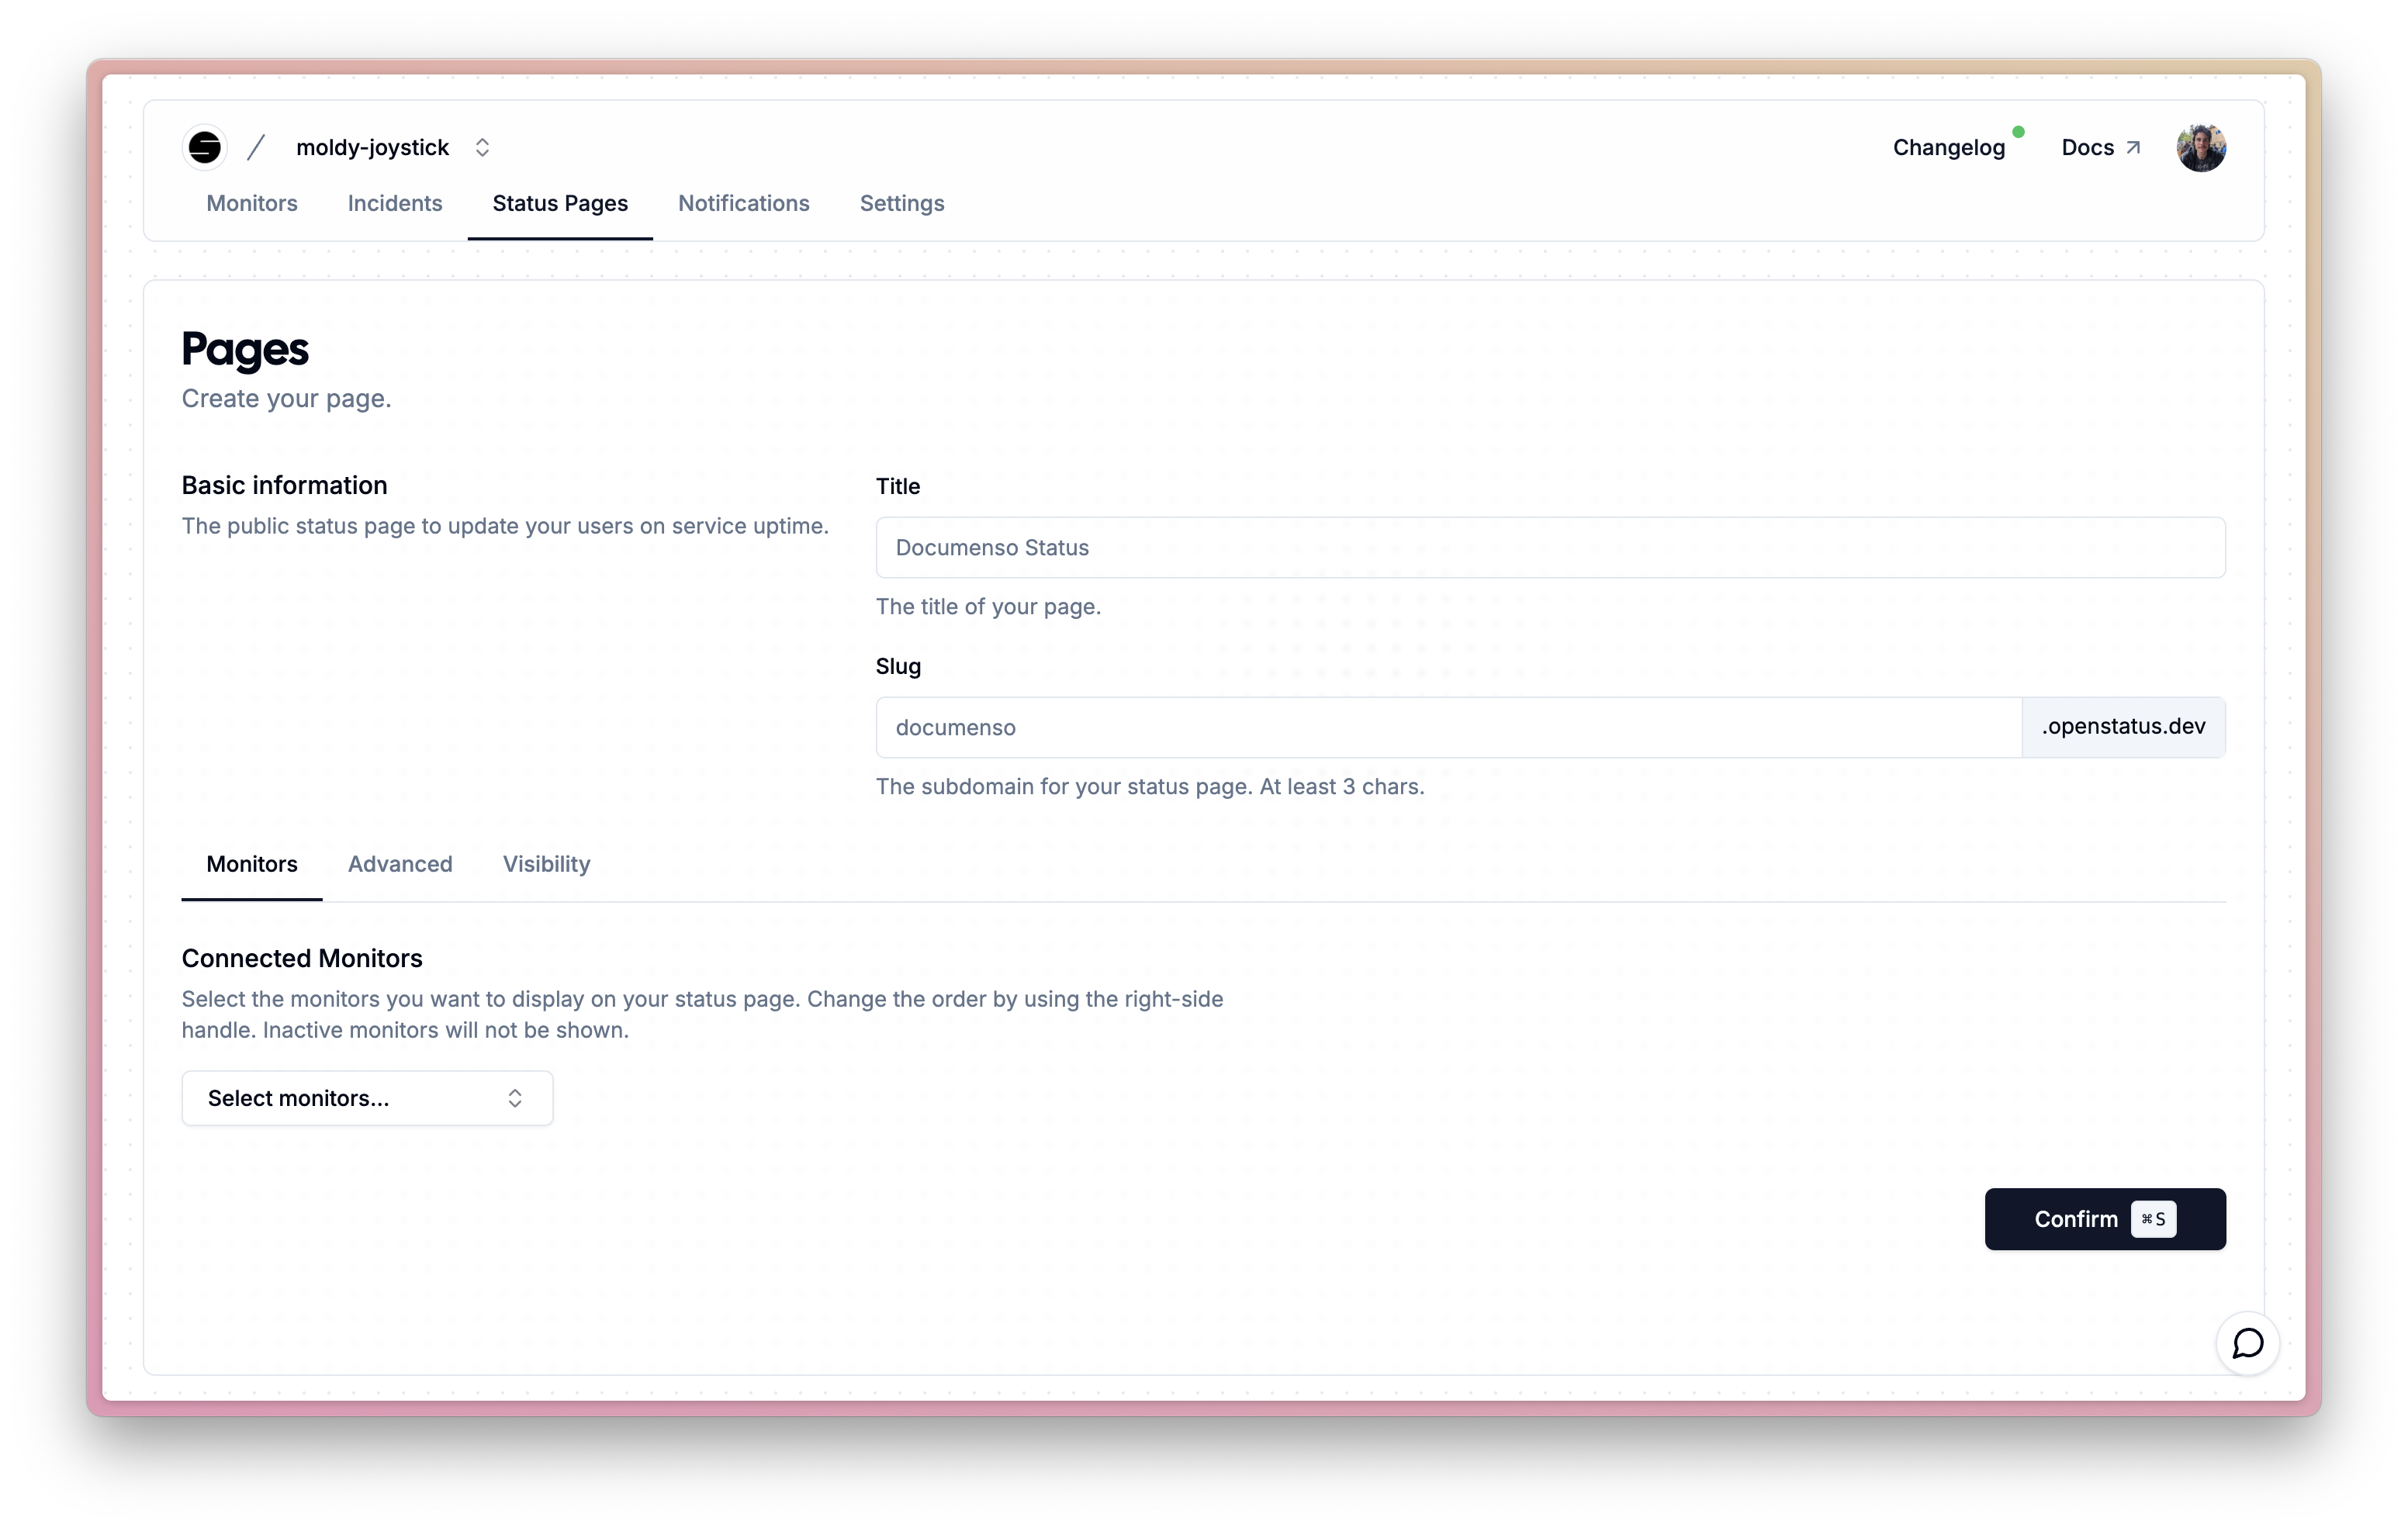 moldy-joystick
Changelog
Docs
Monitors
Incidents
Status Pages
Notifications
Settings
Pages
Create your page.
Basic information
The public status page to update your users on service uptime.
Title
Documenso Status
The title of your page.
Slug
documenso
.openstatus.dev
The subdomain for your status page. At least 3 chars.
Monitors
Advanced
Visibility
Connected Monitors
Select the monitors you want to display on your status page. Change the order by using the right-side
handle. Inactive monitors will not be shown.
Select monitors...
Confirm ⌘S